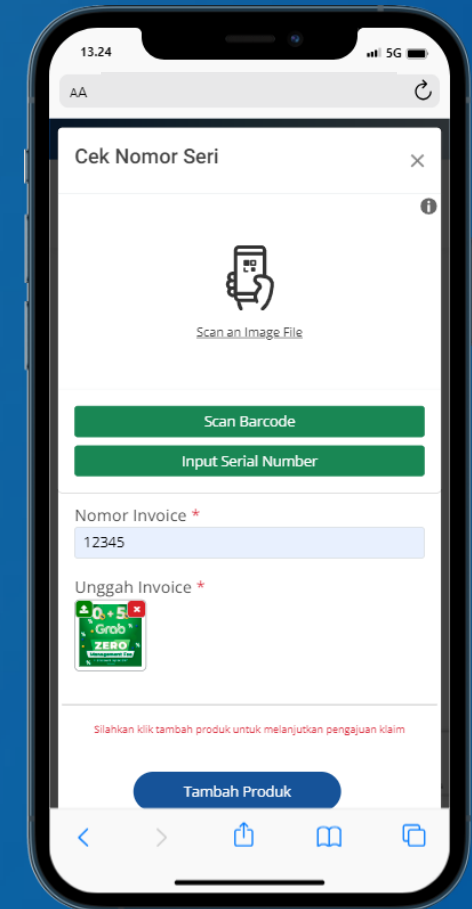 13.24
5G
AA
Cek Nomor Seri
Scan an Image File
Scan Barcode
Input Serial Number
Nomor Invoice *
12345
Unggah Invoice *
Grab
ZERO
Silahkan klik tambah produk untuk melanjutkan pengajuan klaim
Tambah Produk